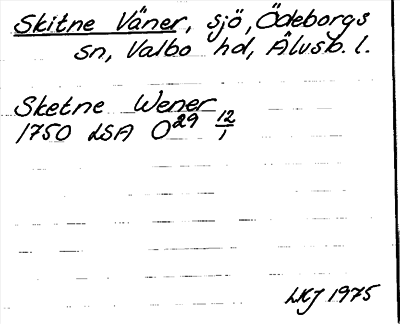 Skitne Väner, sjö, Ödeborgs
sn, Valbo hd, Älvsb. l.
Sketne Wener
1750 LSA O29 12/1
LKJ 1975